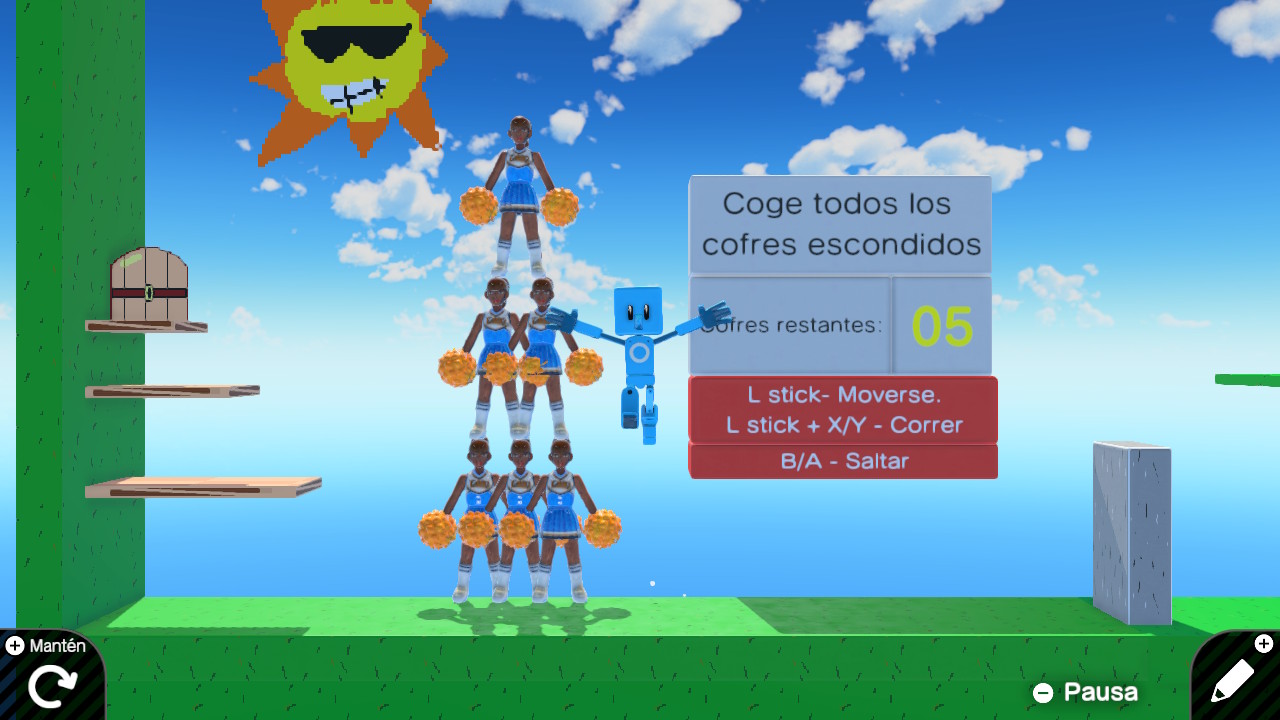 Coge todos los
cofres escondidos
Cofres restantes:
05
L stick- Moverse.
L stick + X/Y - Correr
B/A - Saltar
Mantén
Pausa